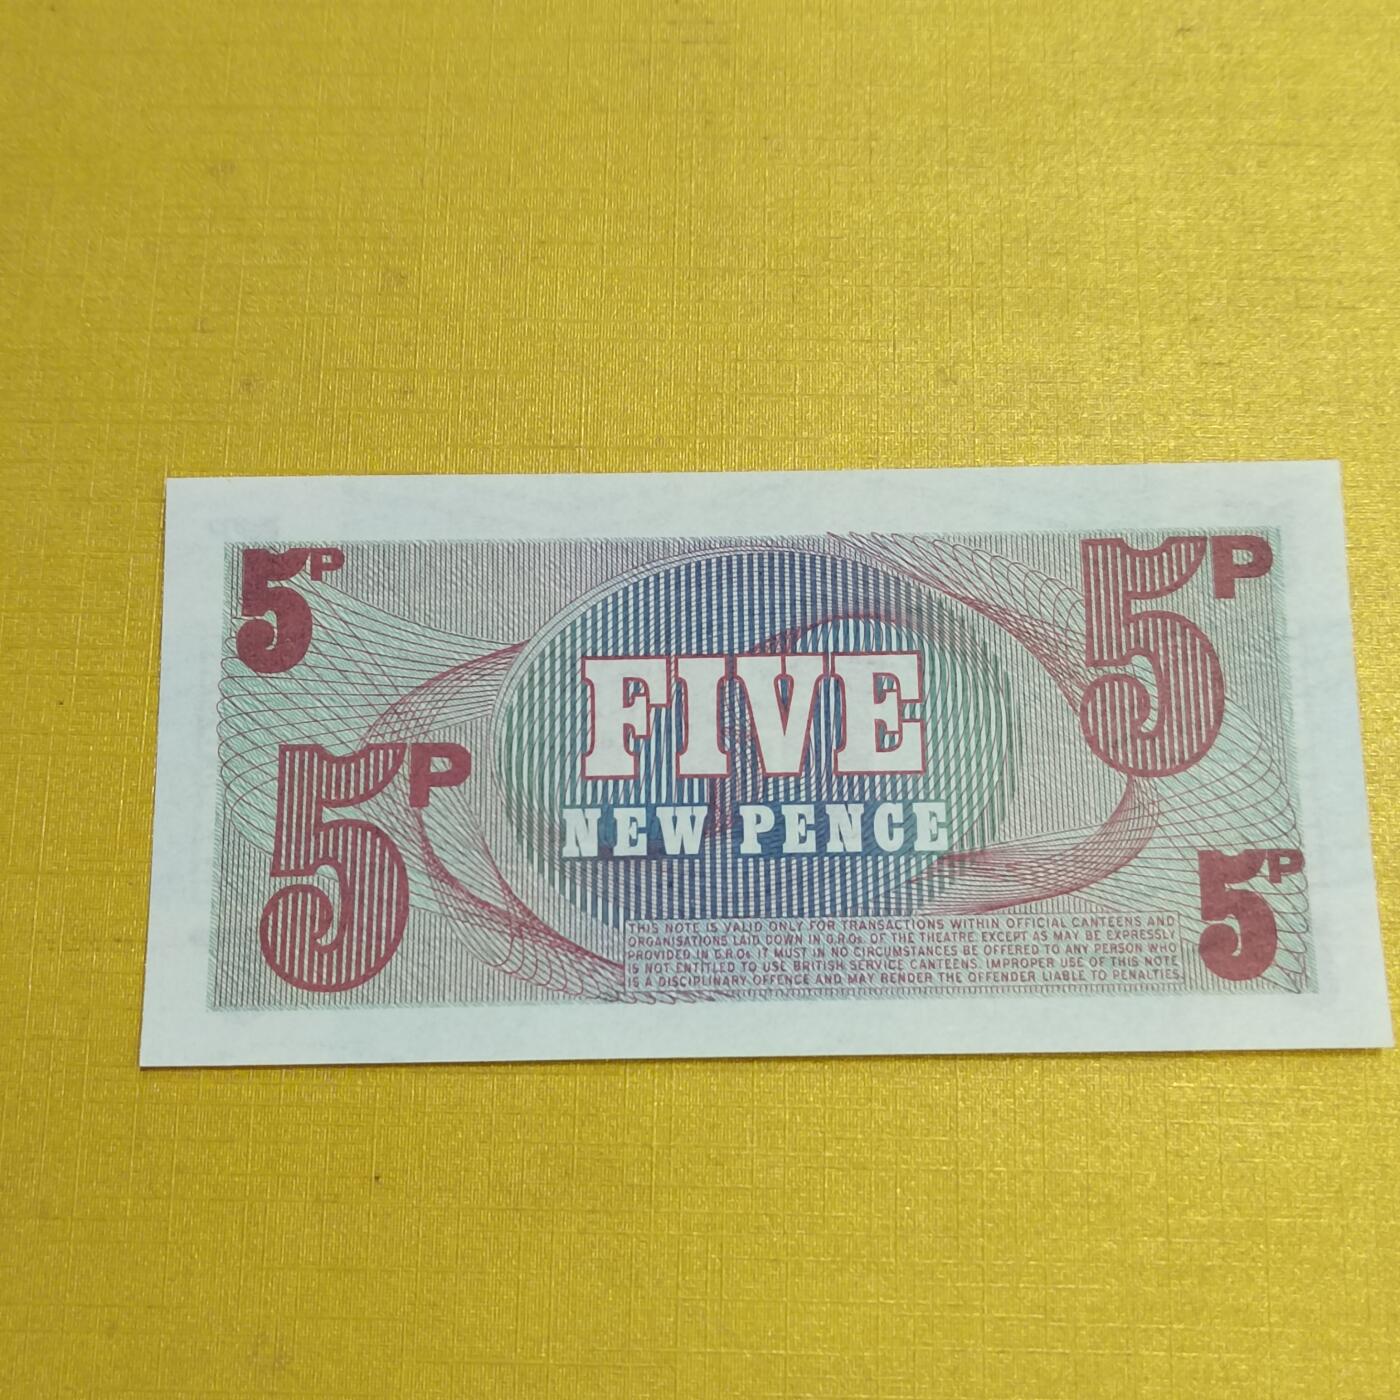 5P
5P
FIVE
NEW PENCE
5P
5P
THIS NOTE IS VALID ONLY FOR TRANSACTIONS WITHIN OFFICIAL CANTEENS AND
ORGANISATIONS LAID DOWN IN G.R.Os. OF THE THEATRE EXCEPT AS MAY BE EXPRESSLY
PROVIDED IN G.R.Os. IT MUST IN NO CIRCUMSTANCES BE OFFERED TO ANY PERSON WHO
IS NOT ENTITLED TO USE BRITISH SERVICE CANTEENS. IMPROPER USE OF THIS NOTE
IS A DISCIPLINARY OFFENCE AND MAY RENDER THE OFFENDER LIABLE TO PENALTIES.